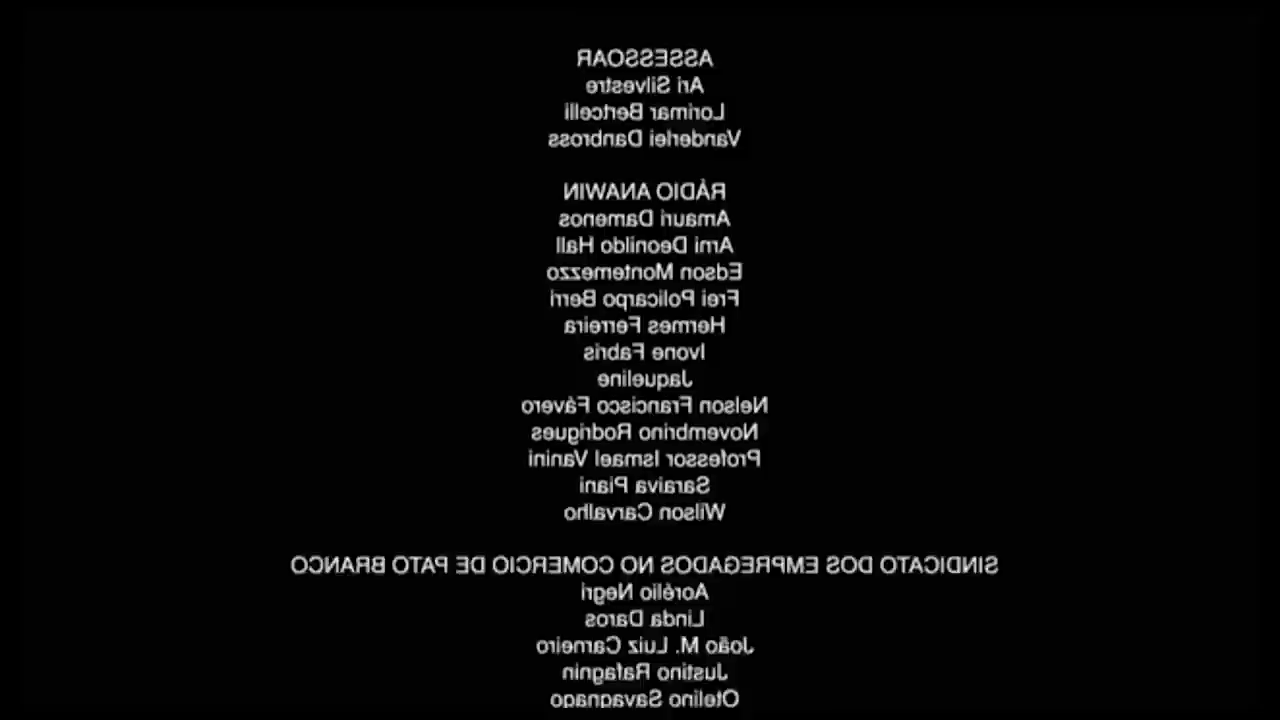 ASSESSOAR
Ari Silvestre
Lorimar Bertcelli
Vanderlei Danbross
RÁDIO ANAWIN
Amauri Damenos
Arni Deonildo Hall
Edson Montemezzo
Frei Policarpo Berri
Hermes Ferreira
Ivone Fabris
Jaqueline
Nelson Francisco Fávero
Novembrino Rodrigues
Professor Ismael Vanini
Saraiva Piani
Wilson Carvalho
SINDICATO DOS EMPREGADOS NO COMERCIO DE PATO BRANCO
Aorélio Negri
Linda Daros
João M. Luiz Carneiro
Justino Rafagnin
Otelino Savagnago